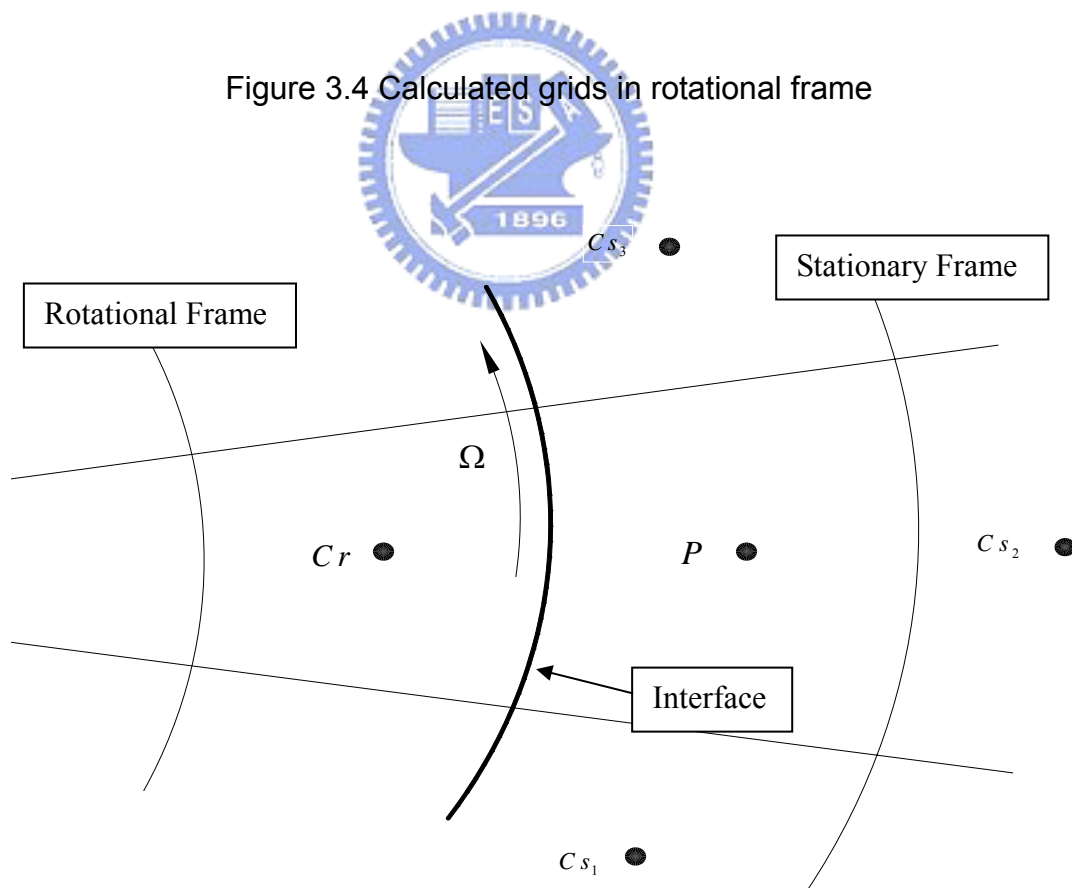 Figure 3.4 Calculated grids in rotational frame
E S A
1896
Cs₃
Stationary Frame
Rotational Frame
Ω
Cr
P
Cs₂
Interface
Cs₁